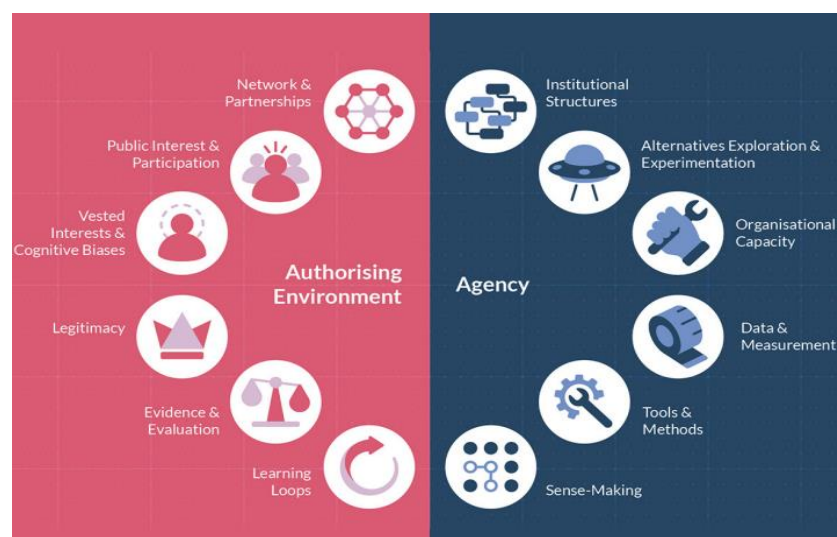 Network &
Partnerships
Public Interest &
Participation
Vested
Interests &
Cognitive Biases
Legitimacy
Evidence &
Evaluation
Learning
Loops
Authorising
Environment
Agency
Institutional
Structures
Alternatives Exploration &
Experimentation
Organisational
Capacity
Data &
Measurement
Tools &
Methods
Sense-Making